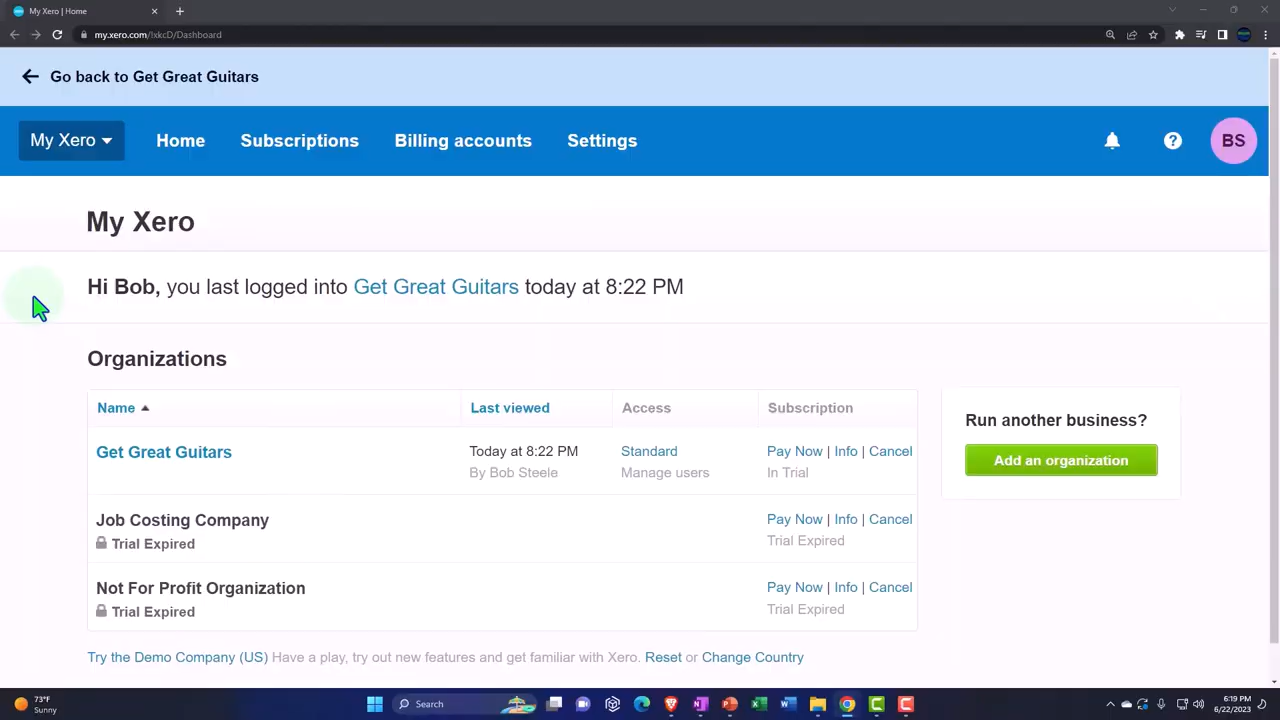 My Xero | Home
my.xero.com/!xkcD/Dashboard
Go back to Get Great Guitars
My Xero Home Subscriptions Billing accounts Settings BS
My Xero
Hi Bob, you last logged into Get Great Guitars today at 8:22 PM
Organizations
Name Last viewed Access Subscription
Get Great Guitars Today at 8:22 PM Standard Pay Now | Info | Cancel
By Bob Steele Manage users In Trial
Job Costing Company Pay Now | Info | Cancel
Trial Expired Trial Expired
Not For Profit Organization Pay Now | Info | Cancel
Trial Expired Trial Expired
Run another business?
Add an organization
Try the Demo Company (US) Have a play, try out new features and get familiar with Xero. Reset or Change Country
73°F
Sunny
Search
6:19 PM
6/22/2023